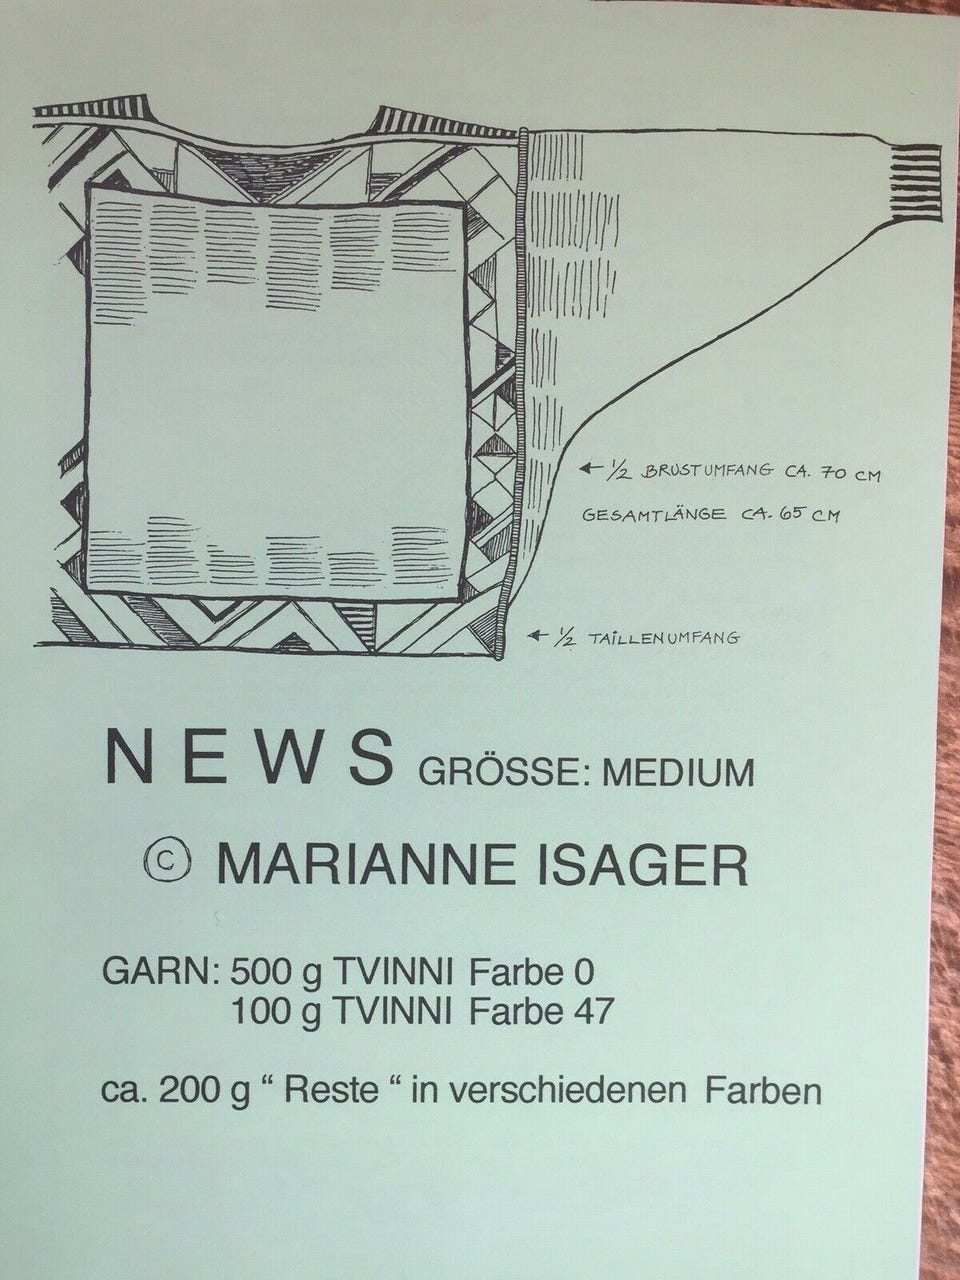 ← 1/2 BRUSTUMFANG CA. 70 CM
GESAMTLÄNGE CA. 65 CM
← 1/2 TAILLENUMFANG
NEWS GRÖSSE: MEDIUM
© MARIANNE ISAGER
GARN: 500 g TVINNI Farbe 0
100 g TVINNI Farbe 47
ca. 200 g “ Reste “ in verschiedenen Farben